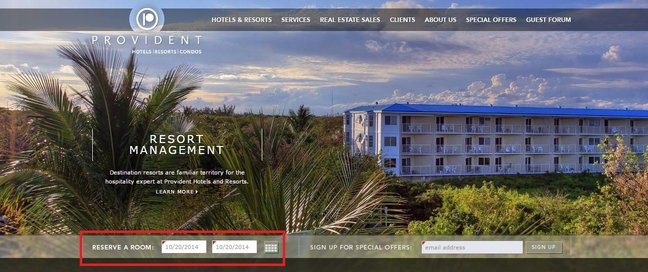 HOTELS & RESORTS SERVICES REAL ESTATE SALES CLIENTS ABOUT US SPECIAL OFFERS GUEST FORUM
PROVIDENT
HOTELS | RESORTS | CONDOS
RESORT
MANAGEMENT
Destination resorts are familiar territory for the
hospitality expert at Provident Hotels and Resorts.
LEARN MORE
RESERVE A ROOM: 10/20/2014 10/20/2014 SIGN UP FOR SPECIAL OFFERS: email address SIGN UP